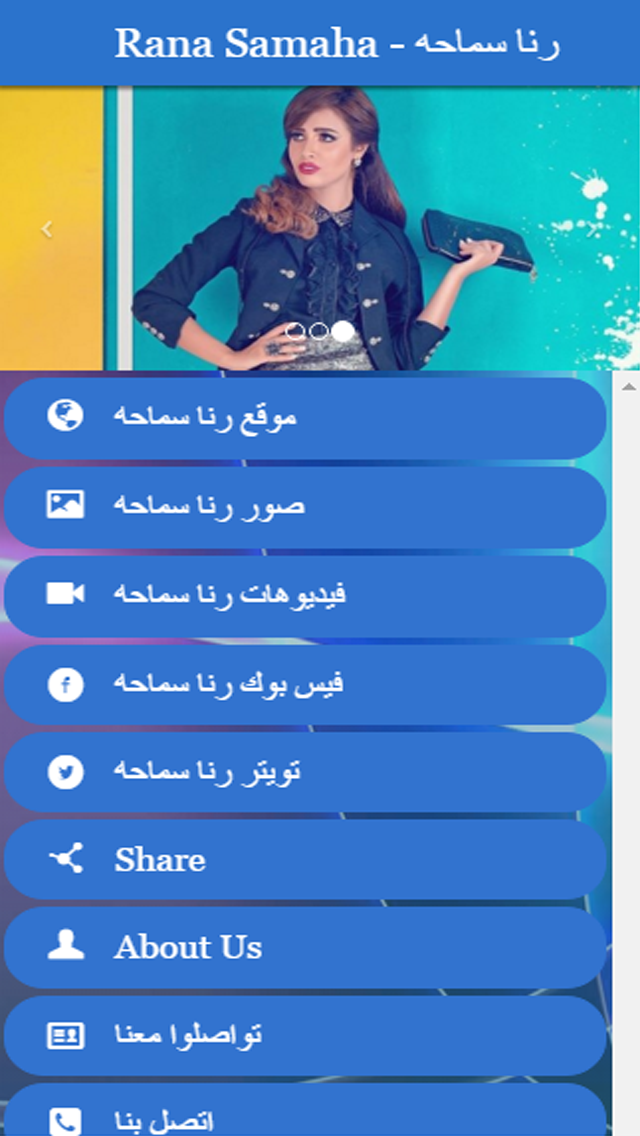 Rana Samaha - رنا سماحه
موقع رنا سماحه
صور رنا سماحه
فيديوهات رنا سماحه
فيس بوك رنا سماحه
تويتر رنا سماحه
Share
About Us
تواصلوا معنا
اتصل بنا